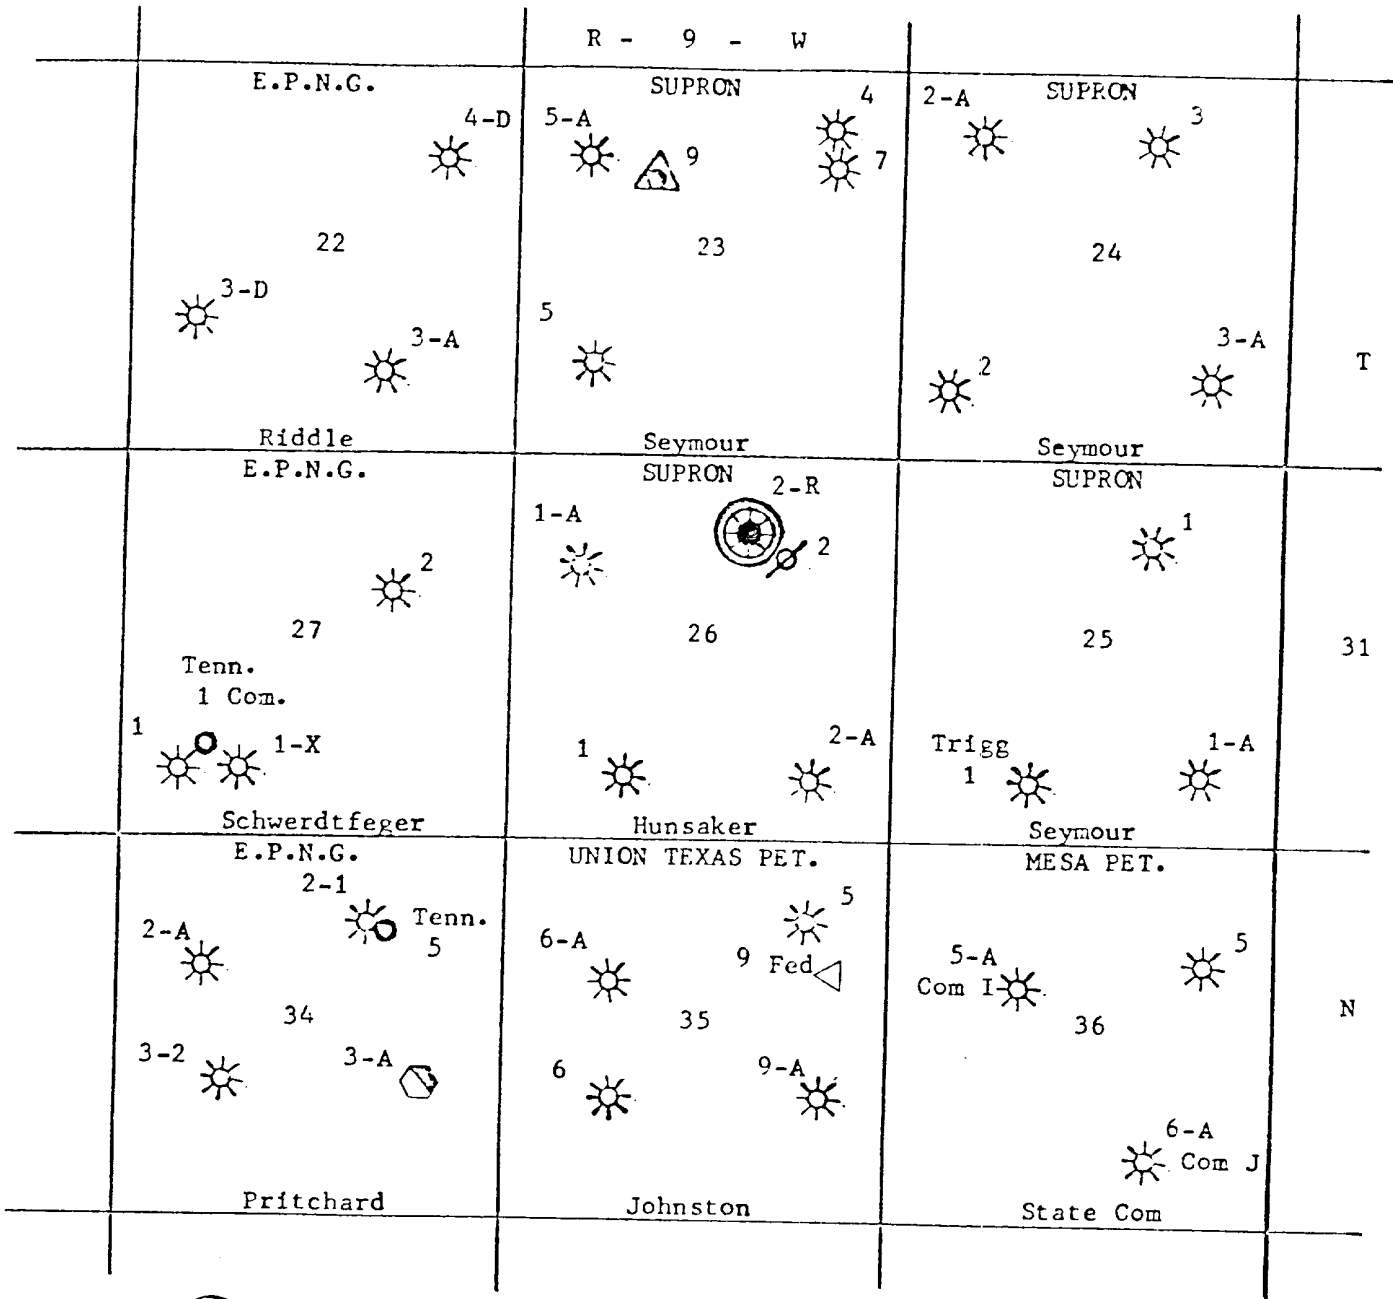 R - 9 - W
E.P.N.G.
4-D
22
3-D
3-A
Riddle
SUPRON
5-A
9
4
7
23
5
Seymour
SUPRON
2-A
3
24
2
3-A
Seymour
T
E.P.N.G.
2
27
Tenn.
1 Com.
1
1-X
Schwerdtfeger
SUPRON
2-R
1-A
2
26
1
2-A
Hunsaker
SUPRON
1
25
Trigg
1
1-A
Seymour
31
E.P.N.G.
2-1
Tenn.
5
2-A
34
3-2
3-A
Pritchard
UNION TEXAS PET.
5
6-A
9 Fed
35
6
9-A
Johnston
MESA PET.
5-A
Com I
5
36
6-A
Com J
State Com
N